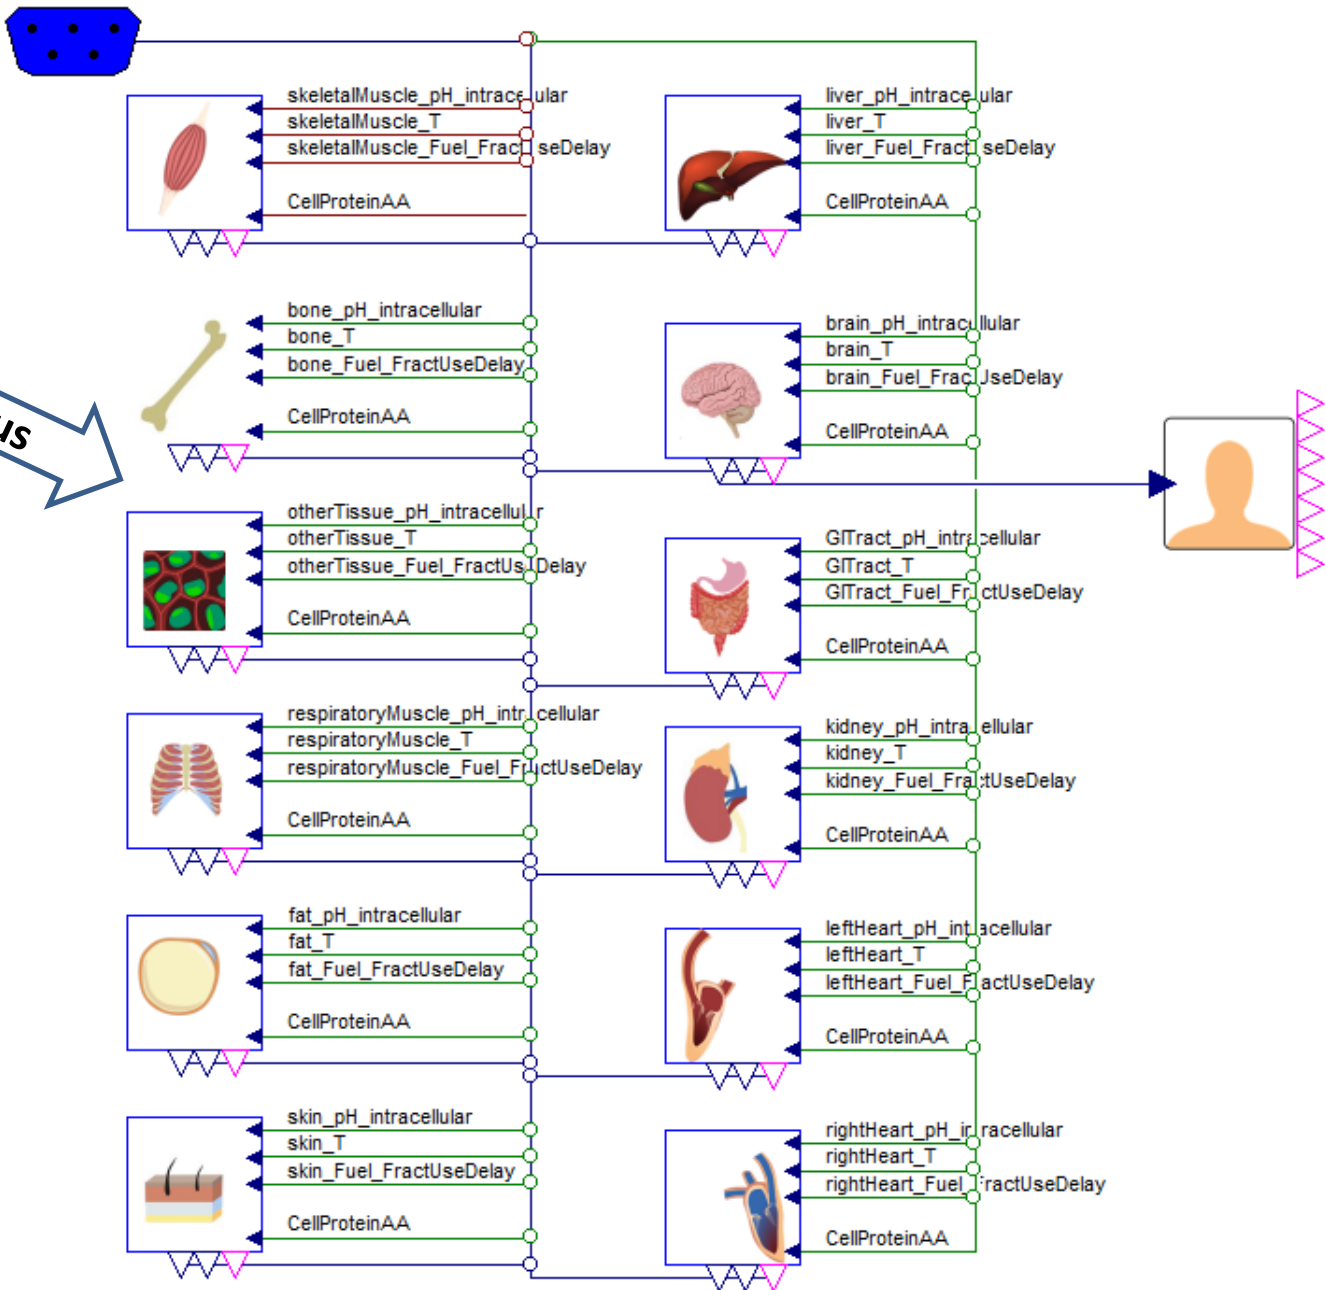 skeletalMuscle_pH_intracellular
skeletalMuscle_T
skeletalMuscle_Fuel_FractUseDelay
CellProteinAA
bone_pH_intracellular
bone_T
bone_Fuel_FractUseDelay
CellProteinAA
us
otherTissue_pH_intracellular
otherTissue_T
otherTissue_Fuel_FractUseDelay
CellProteinAA
respiratoryMuscle_pH_intracellular
respiratoryMuscle_T
respiratoryMuscle_Fuel_FractUseDelay
CellProteinAA
fat_pH_intracellular
fat_T
fat_Fuel_FractUseDelay
CellProteinAA
skin_pH_intracellular
skin_T
skin_Fuel_FractUseDelay
CellProteinAA
liver_pH_intracellular
liver_T
liver_Fuel_FractUseDelay
CellProteinAA
brain_pH_intracellular
brain_T
brain_Fuel_FractUseDelay
CellProteinAA
GITract_pH_intracellular
GITract_T
GITract_Fuel_FractUseDelay
CellProteinAA
kidney_pH_intracellular
kidney_T
kidney_Fuel_FractUseDelay
CellProteinAA
leftHeart_pH_intracellular
leftHeart_T
leftHeart_Fuel_FractUseDelay
CellProteinAA
rightHeart_pH_intracellular
rightHeart_T
rightHeart_Fuel_FractUseDelay
CellProteinAA